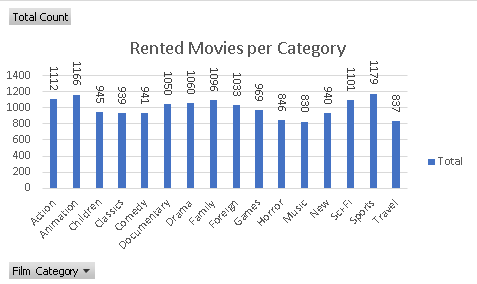 Total Count
Rented Movies per Category
1400
1200
1000
800
600
400
200
0
1112
1166
945
939
941
1050
1060
1096
1033
969
846
830
940
1101
1179
837
Action
Animation
Children
Classics
Comedy
Documentary
Drama
Family
Foreign
Games
Horror
Music
New
Sci-Fi
Sports
Travel
Total
Film Category